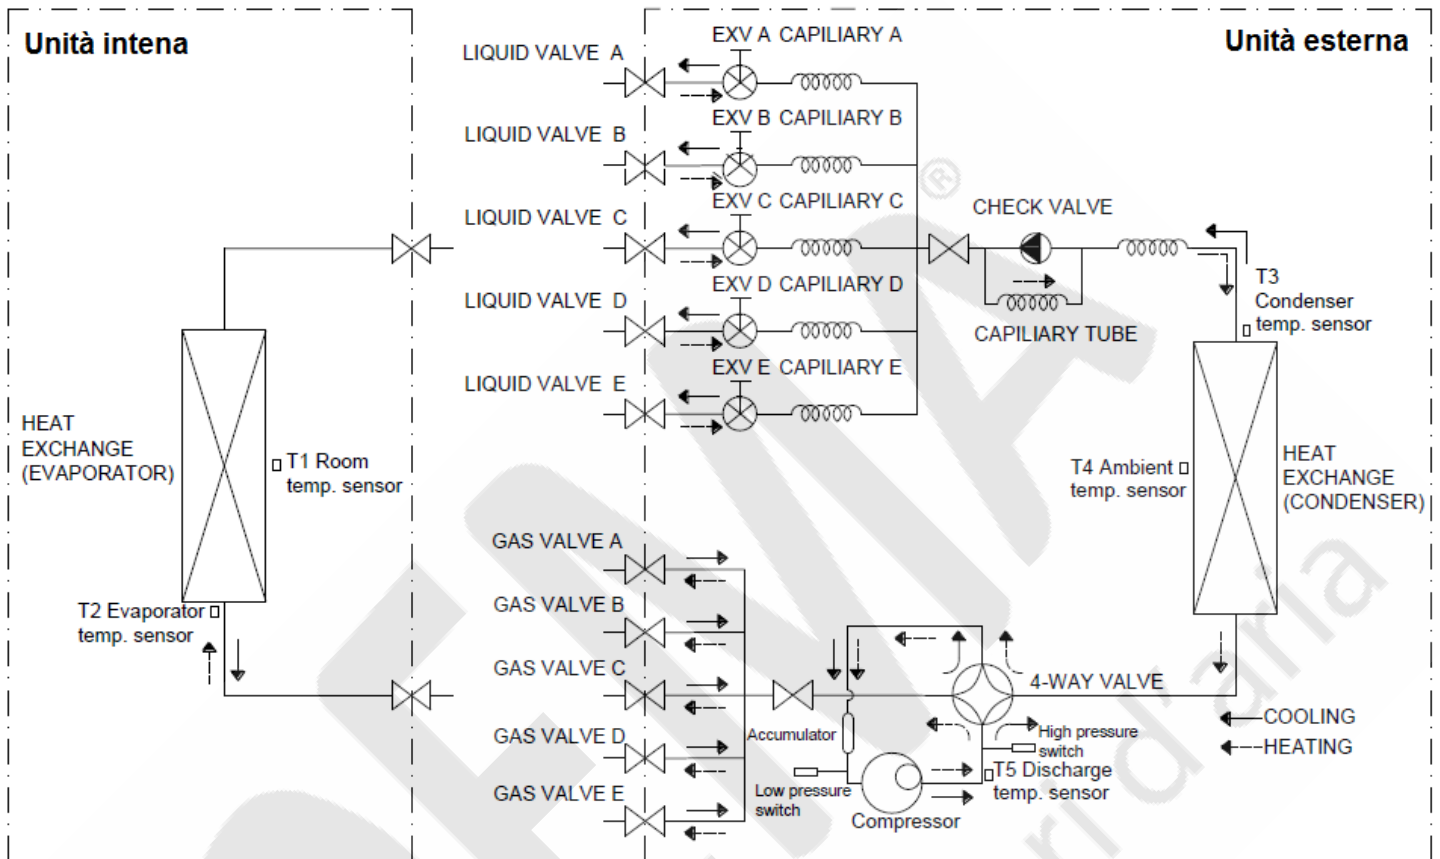 Unità intena
Unità esterna
LIQUID VALVE A
EXV A CAPILIARY A
LIQUID VALVE B
EXV B CAPILIARY B
LIQUID VALVE C
EXV C CAPILIARY C
LIQUID VALVE D
EXV D CAPILIARY D
LIQUID VALVE E
EXV E CAPILIARY E
®
CHECK VALVE
CAPILIARY TUBE
T3
Condenser
temp. sensor
HEAT
EXCHANGE
(EVAPORATOR)
T1 Room
temp. sensor
T2 Evaporator
temp. sensor
T4 Ambient
temp. sensor
HEAT
EXCHANGE
(CONDENSER)
GAS VALVE A
GAS VALVE B
GAS VALVE C
GAS VALVE D
GAS VALVE E
4-WAY VALVE
Accumulator
High pressure
switch
Low pressure
switch
T5 Discharge
temp. sensor
Compressor
COOLING
HEATING
ri d'aria